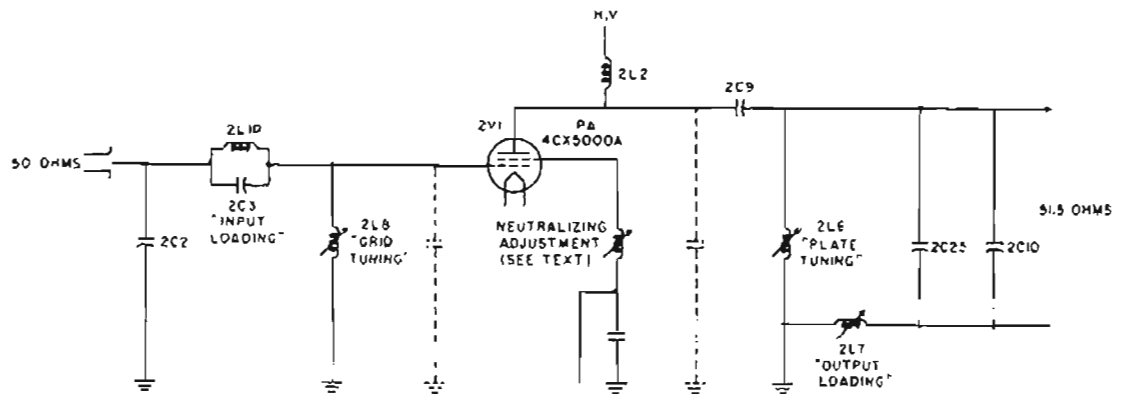 H.V
2L2
2C9
2V1
PA
4CX5000A
2L10
50 OHMS
2C3
"INPUT
LOADING"
2C2
2L8
"GRID
TUNING"
NEUTRALIZING
ADJUSTMENT
(SEE TEXT)
2L6
"PLATE
TUNING"
2C25
2C10
51.5 OHMS
2L7
"OUTPUT
LOADING"